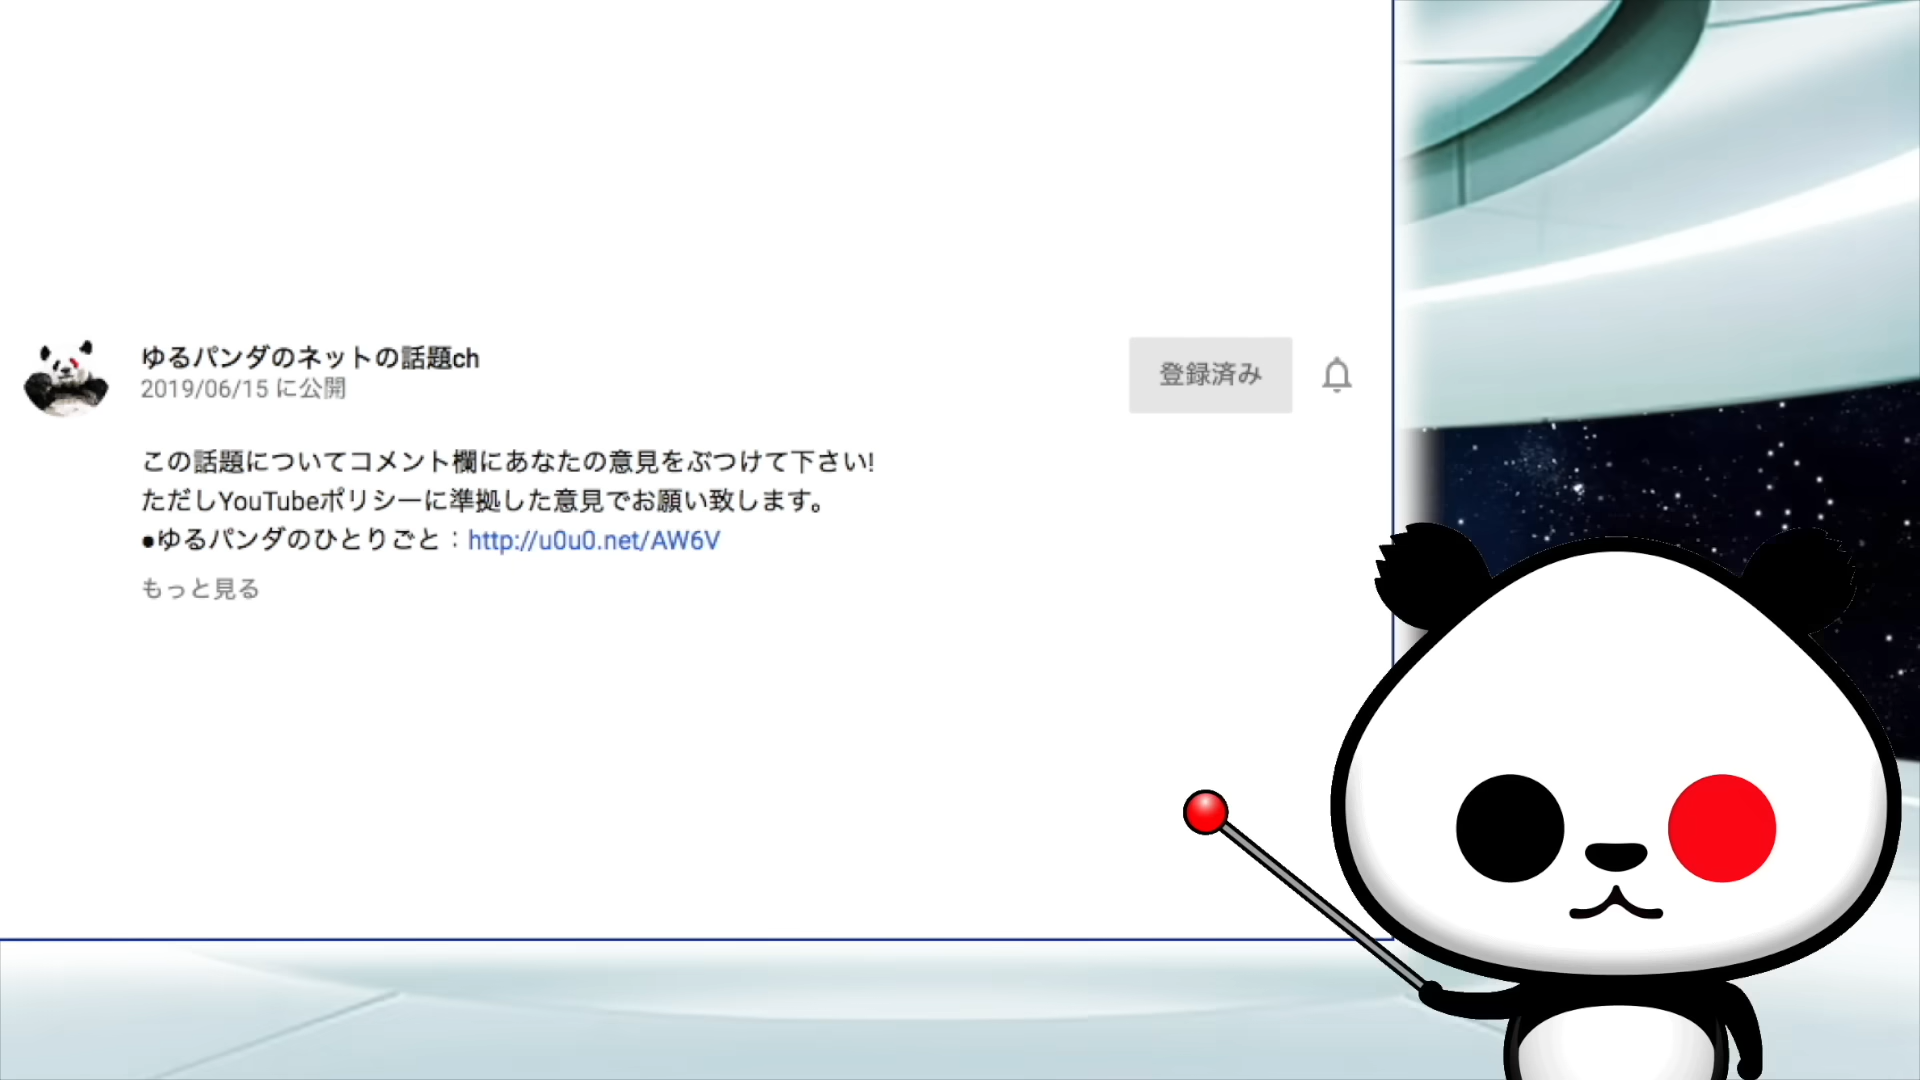 ゆるパンダのネットの話題ch
2019/06/15 に公開
登録済み
この話題についてコメント欄にあなたの意見をぶつけて下さい!
ただしYouTubeポリシーに準拠した意見でお願い致します。
●ゆるパンダのひとりごと：http://u0u0.net/AW6V
もっと見る